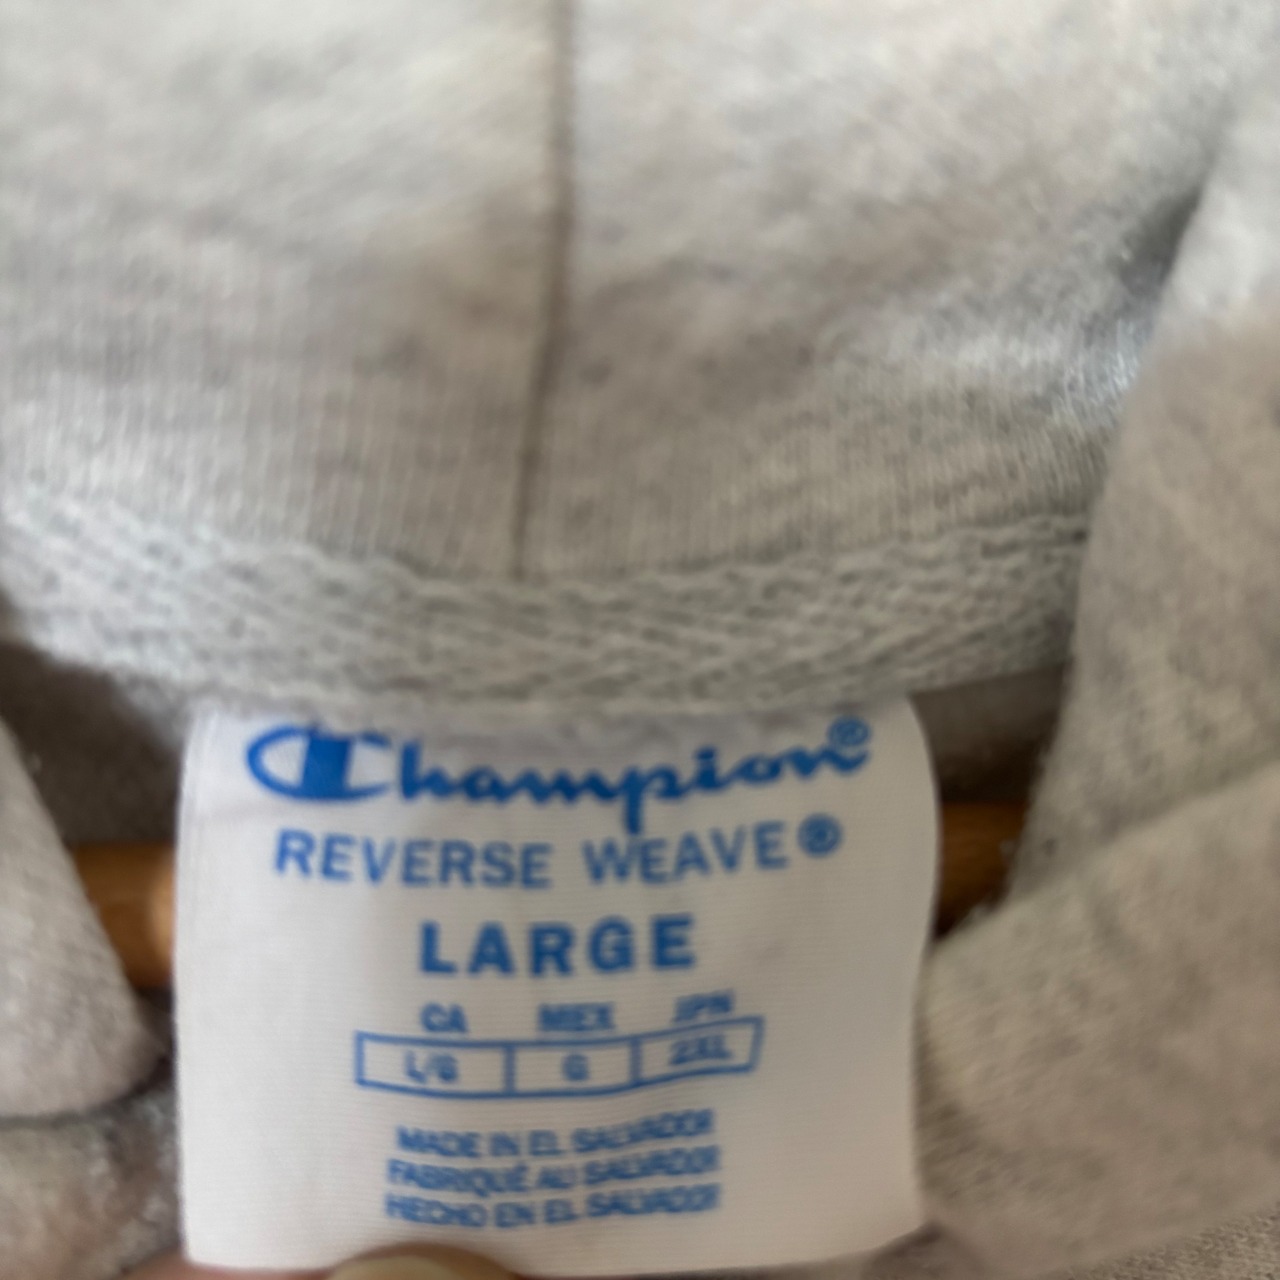 Champion®
REVERSE WEAVE®
LARGE
CA MEX JPN
L/G G 2XL
MADE IN EL SALVADOR
FABRIQUÉ AU SALVADOR
HECHO EN EL SALVADOR